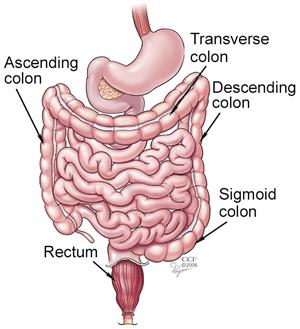 Transverse
colon
Ascending
colon
Descending
colon
Sigmoid
colon
Rectum
CCF
©2006